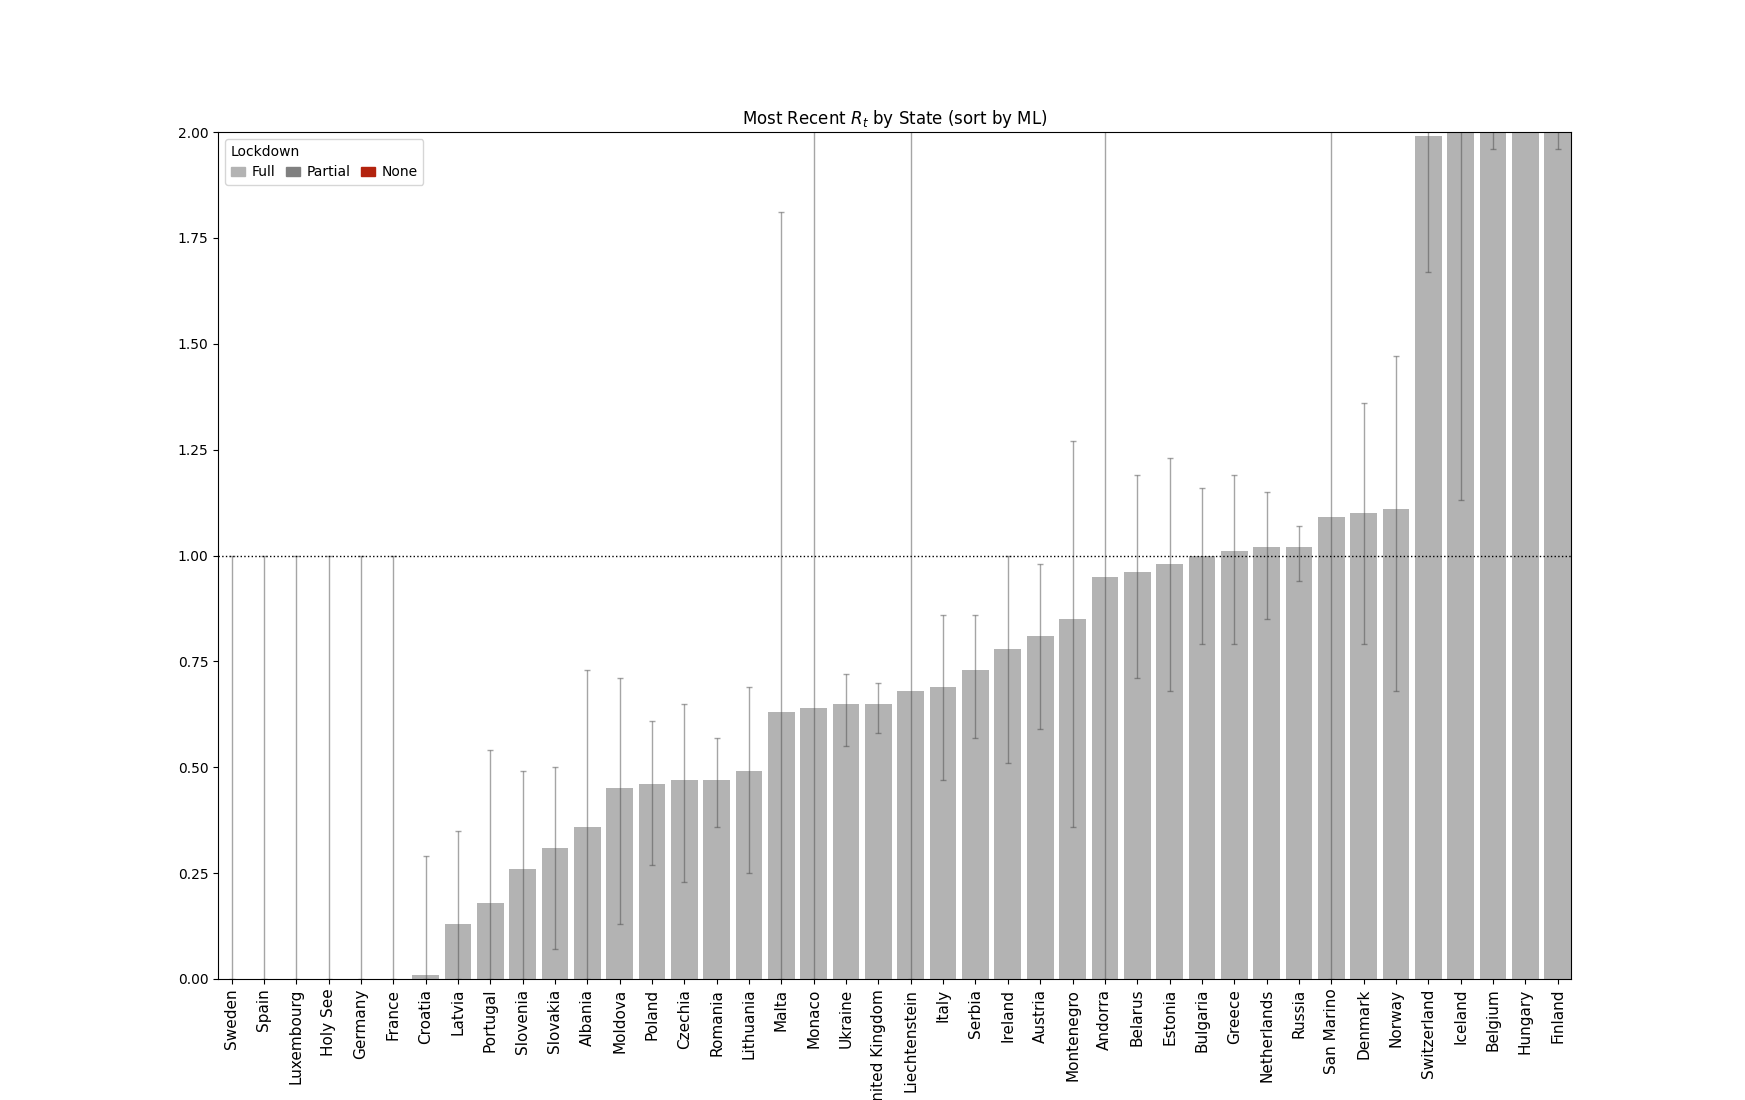 Most Recent Rt by State (sort by ML)
2.00
Lockdown
Full Partial None
1.75
1.50
1.25
1.00
0.75
0.50
0.25
0.00
Sweden
Spain
Luxembourg
Holy See
Germany
France
Croatia
Latvia
Portugal
Slovenia
Slovakia
Albania
Moldova
Poland
Czechia
Romania
Lithuania
Malta
Monaco
Ukraine
nited Kingdom
Liechtenstein
Italy
Serbia
Ireland
Austria
Montenegro
Andorra
Belarus
Estonia
Bulgaria
Greece
Netherlands
Russia
San Marino
Denmark
Norway
Switzerland
Iceland
Belgium
Hungary
Finland